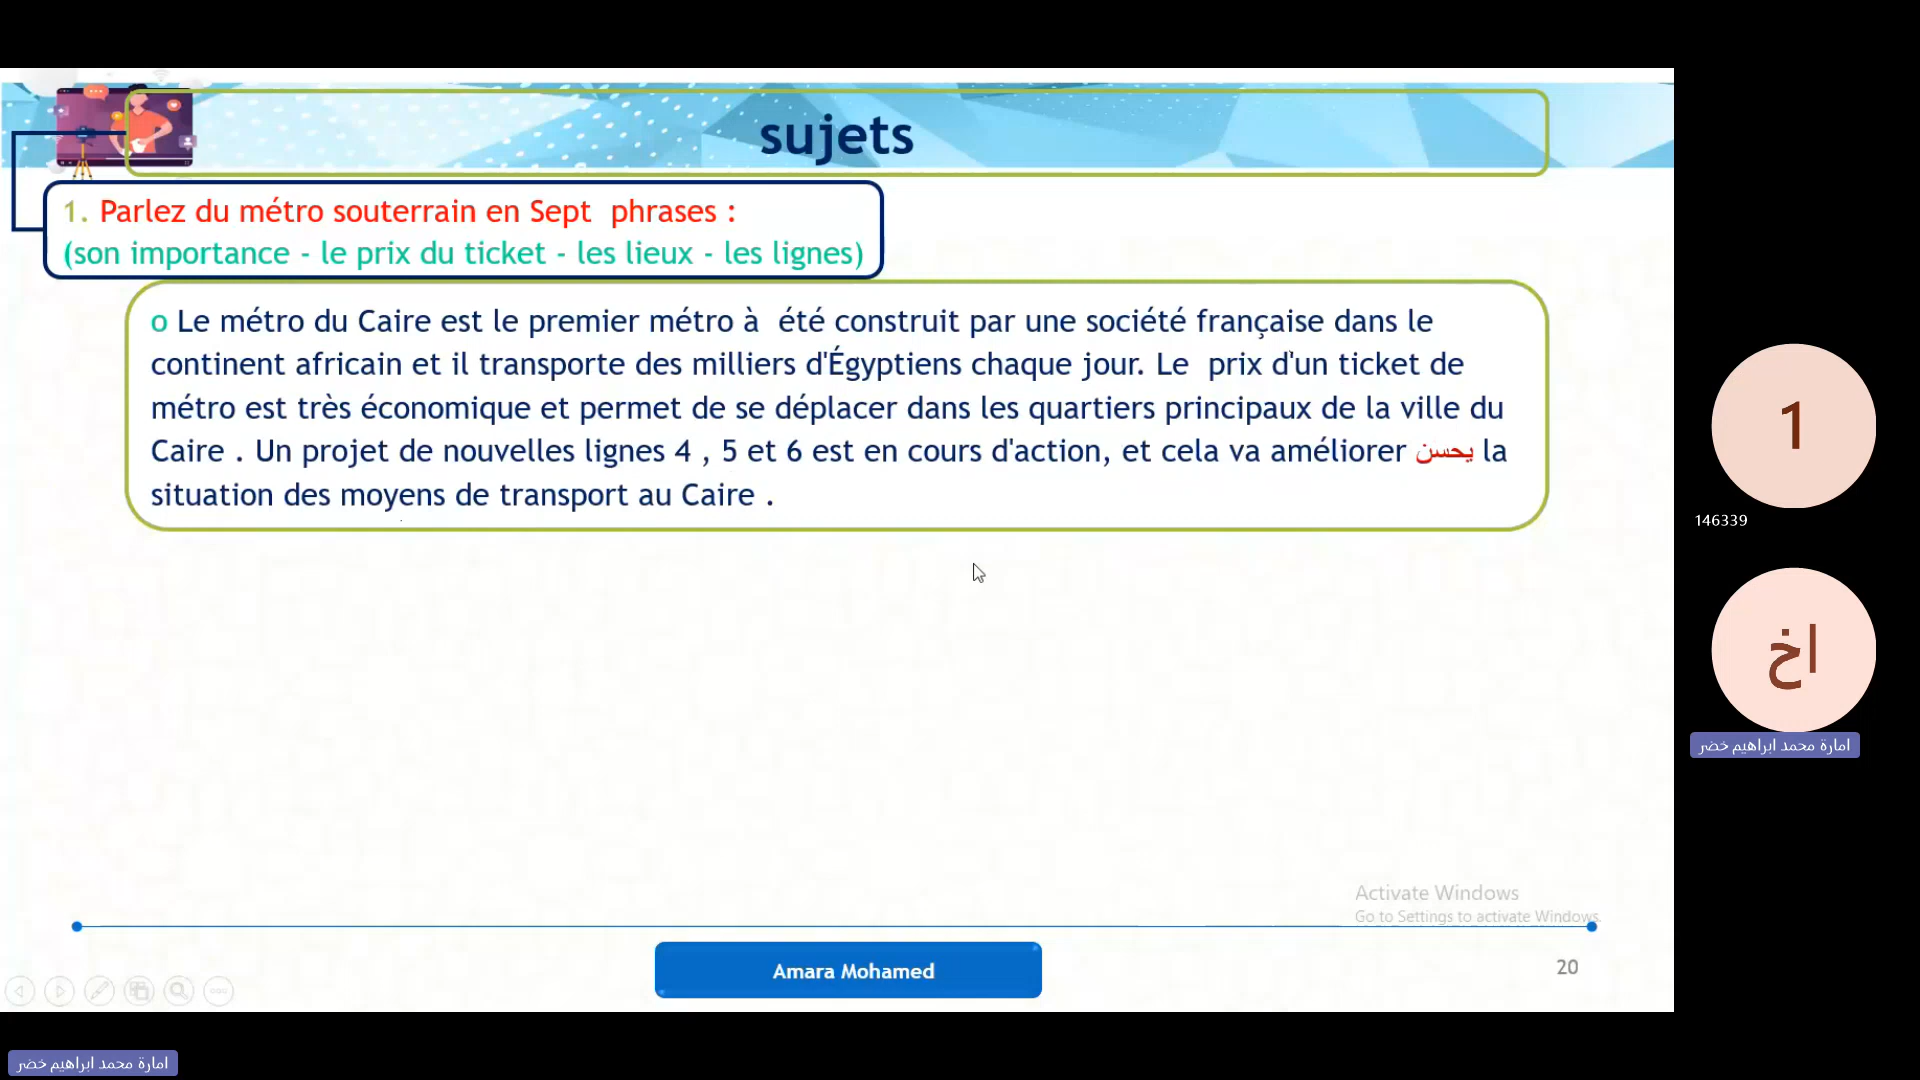 sujets
1. Parlez du métro souterrain en Sept phrases :
(son importance - le prix du ticket - les lieux - les lignes)
o Le métro du Caire est le premier métro à été construit par une société française dans le
continent africain et il transporte des milliers d'Égyptiens chaque jour. Le prix d'un ticket de
métro est très économique et permet de se déplacer dans les quartiers principaux de la ville du
Caire . Un projet de nouvelles lignes 4 , 5 et 6 est en cours d'action, et cela va améliorer يحسن la
situation des moyens de transport au Caire .
1
146339
اخ
امارة محمد ابراهيم خضر
Activate Windows
Go to Settings to activate Windows.
Amara Mohamed
20
امارة محمد ابراهيم خضر